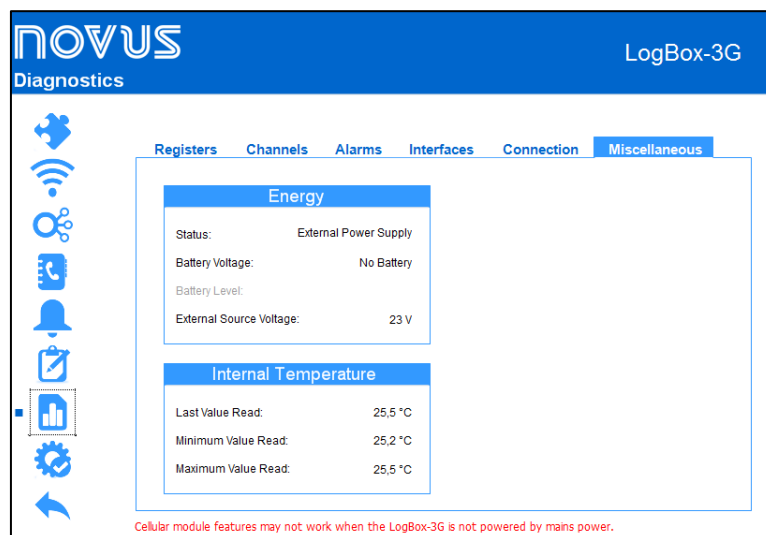 NOVUS
LogBox-3G
Diagnostics
Registers Channels Alarms Interfaces Connection Miscellaneous
Energy
Status: External Power Supply
Battery Voltage: No Battery
Battery Level:
External Source Voltage: 23 V
Internal Temperature
Last Value Read: 25,5 °C
Minimum Value Read: 25,2 °C
Maximum Value Read: 25,5 °C
Cellular module features may not work when the LogBox-3G is not powered by mains power.